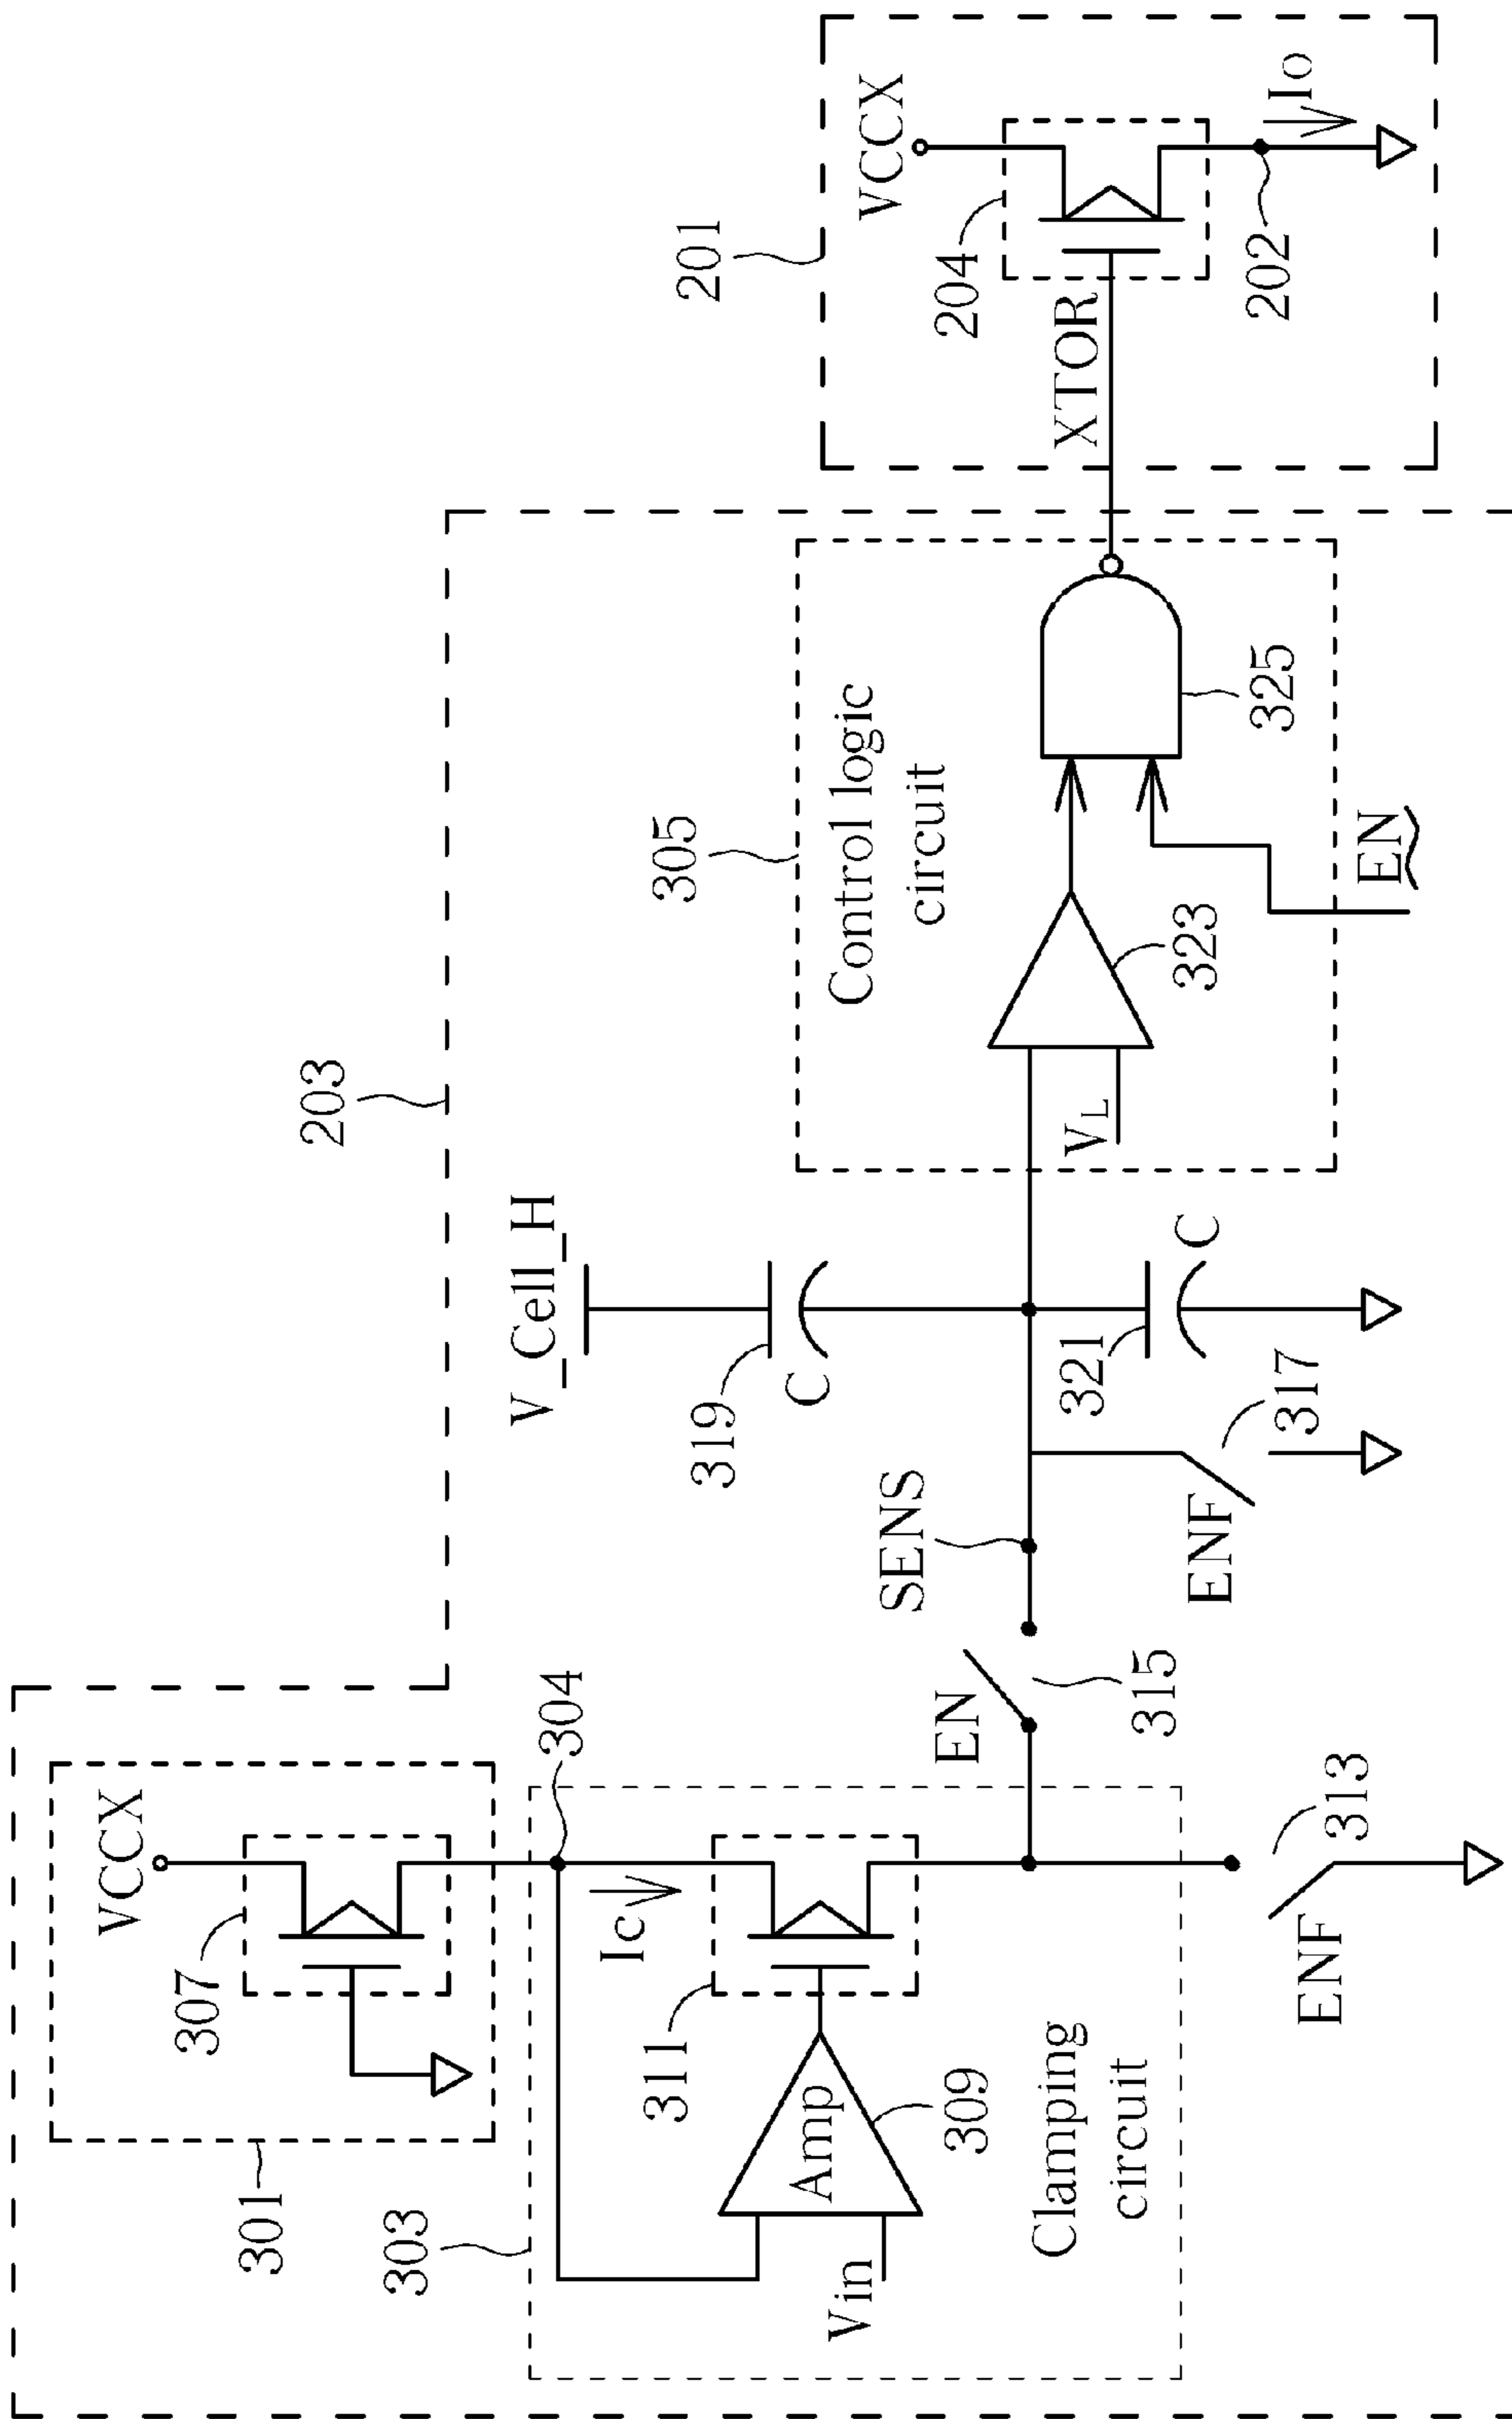 203
301
VCCX
307
303
304
Ic
311
Amp
309
Vin
Clamping
circuit
ENF
313
EN
315
SENS
ENF
317
V_Cell_H
319
C
321
C
305
Control logic
circuit
VL
323
325
EN
201
VCCX
204
XTOR
202
Io